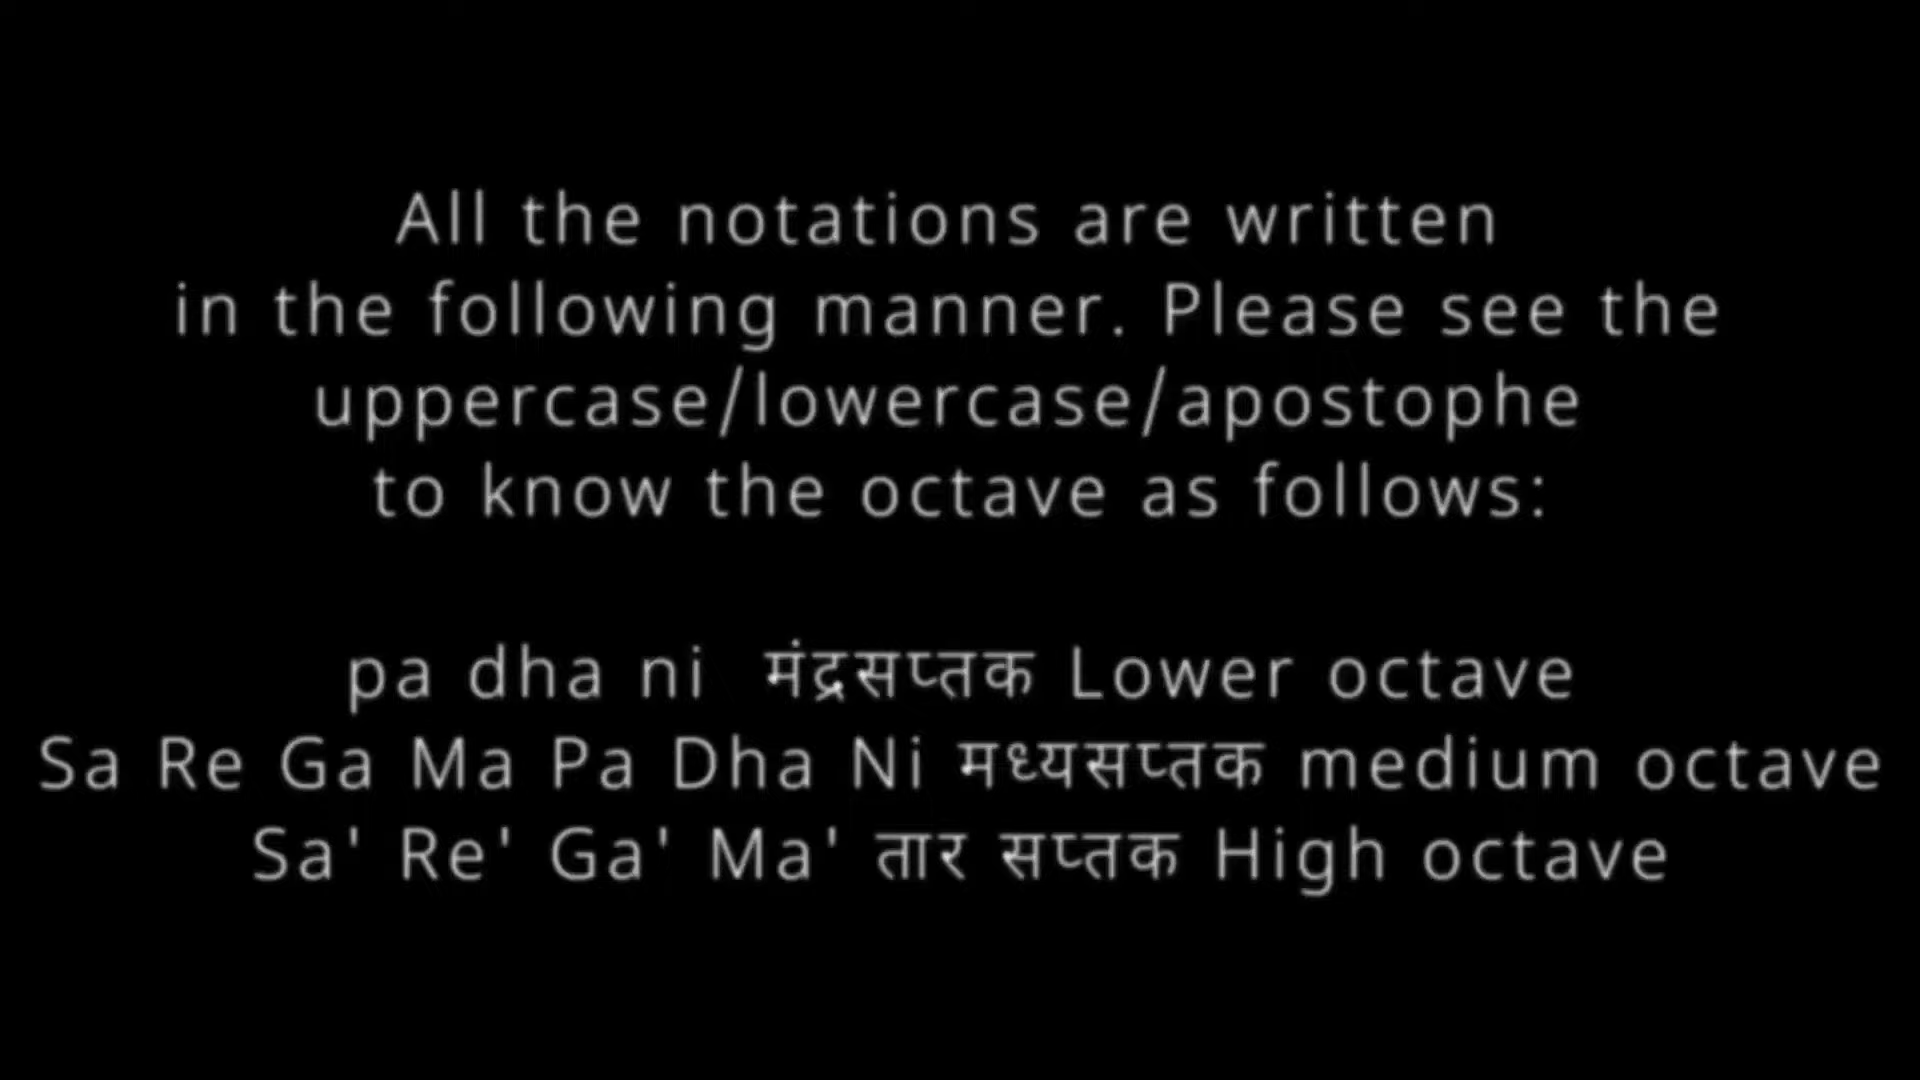 All the notations are written
in the following manner. Please see the
uppercase/lowercase/apostophe
to know the octave as follows:
pa dha ni मंद्रसप्तक Lower octave
Sa Re Ga Ma Pa Dha Ni मध्यसप्तक medium octave
Sa' Re' Ga' Ma' तार सप्तक High octave